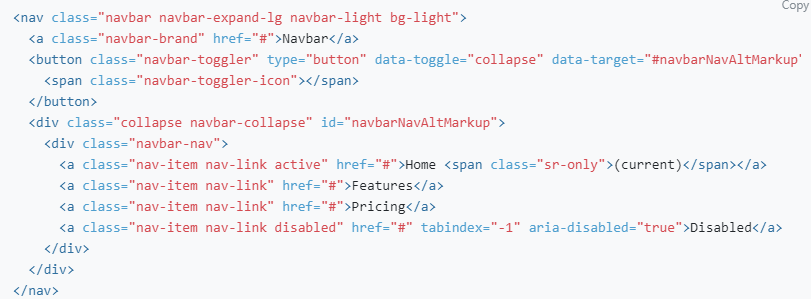 Copy
<nav class="navbar navbar-expand-lg navbar-light bg-light">
  <a class="navbar-brand" href="#">Navbar</a>
  <button class="navbar-toggler" type="button" data-toggle="collapse" data-target="#navbarNavAltMarkup"
    <span class="navbar-toggler-icon"></span>
  </button>
  <div class="collapse navbar-collapse" id="navbarNavAltMarkup">
    <div class="navbar-nav">
      <a class="nav-item nav-link active" href="#">Home <span class="sr-only">(current)</span></a>
      <a class="nav-item nav-link" href="#">Features</a>
      <a class="nav-item nav-link" href="#">Pricing</a>
      <a class="nav-item nav-link disabled" href="#" tabindex="-1" aria-disabled="true">Disabled</a>
    </div>
  </div>
</nav>